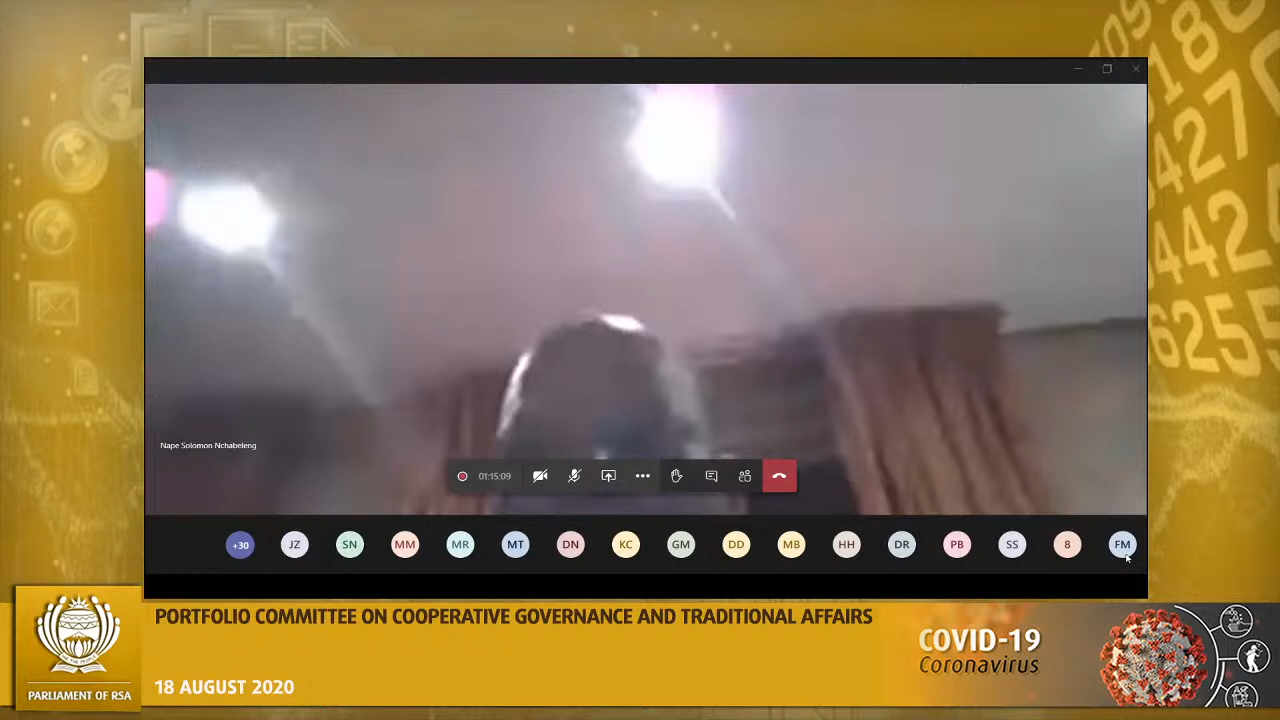 Nape Solomon Nchabeleng
01:15:09
+30 JZ SN MM MR MT DN KC GM DD MB HH DR PB SS 8 FM
PORTFOLIO COMMITTEE ON COOPERATIVE GOVERNANCE AND TRADITIONAL AFFAIRS
COVID-19
Coronavirus
PARLIAMENT OF RSA
18 AUGUST 2020